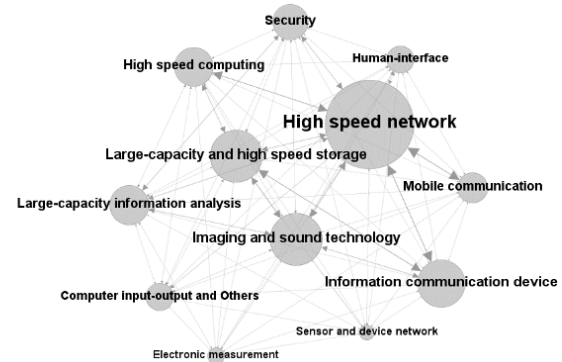 Security
Human-interface
High speed computing
High speed network
Large-capacity and high speed storage
Mobile communication
Large-capacity information analysis
Imaging and sound technology
Information communication device
Computer input-output and Others
Sensor and device network
Electronic measurement